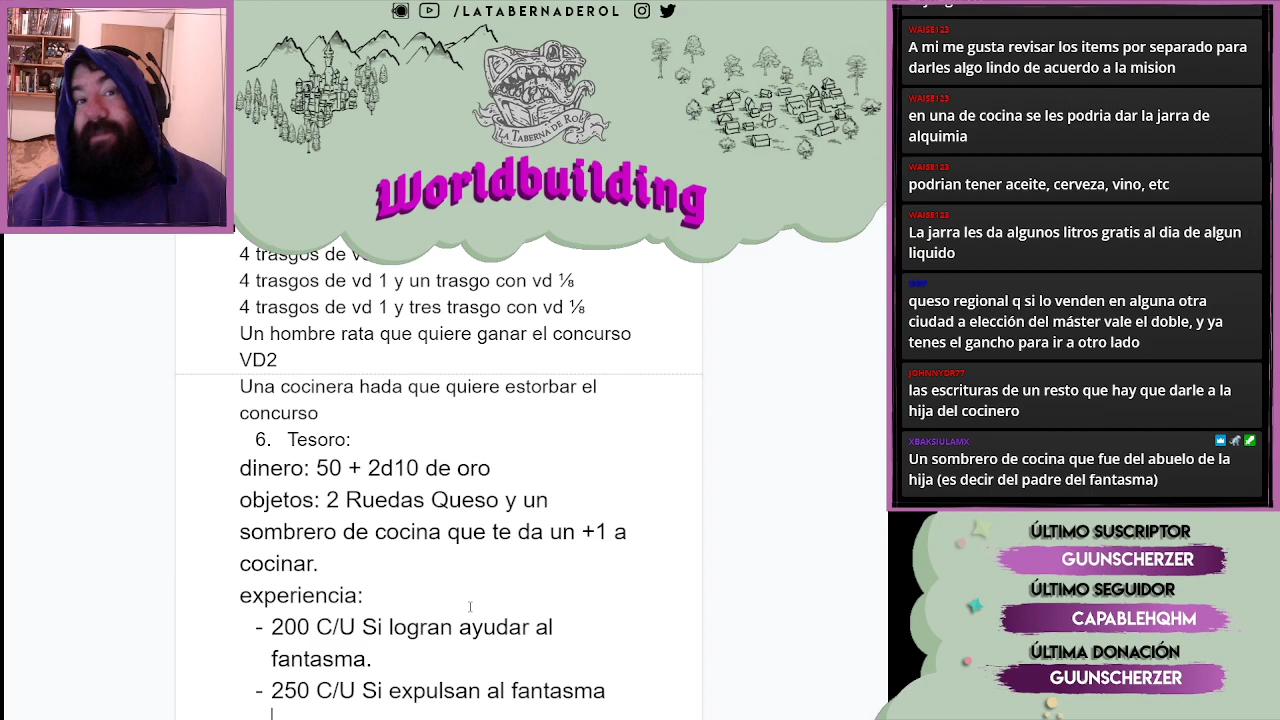 /LATABERNADEROL
LA TABERNA DE ROL
Worldbuilding
4 trasgos de
4 trasgos de vd 1 y un trasgo con vd ⅛
4 trasgos de vd 1 y tres trasgo con vd ⅛
Un hombre rata que quiere ganar el concurso
VD2
Una cocinera hada que quiere estorbar el
concurso
6. Tesoro:
dinero: 50 + 2d10 de oro
objetos: 2 Ruedas Queso y un
sombrero de cocina que te da un +1 a
cocinar.
experiencia:
- 200 C/U Si logran ayudar al
fantasma.
- 250 C/U Si expulsan al fantasma
WAISE123
A mi me gusta revisar los items por separado para
darles algo lindo de acuerdo a la mision
WAISE123
en una de cocina se les podria dar la jarra de
alquimia
WAISE123
podrian tener aceite, cerveza, vino, etc
WAISE123
La jarra les da algunos litros gratis al dia de algun
liquido
queso regional q si lo venden en alguna otra
ciudad a elección del máster vale el doble, y ya
tenes el gancho para ir a otro lado
JOHNNYDR77
las escrituras de un resto que hay que darle a la
hija del cocinero
XBAKSIULAMX
Un sombrero de cocina que fue del abuelo de la
hija (es decir del padre del fantasma)
ÚLTIMO SUSCRIPTOR
GUUNSCHERZER
ÚLTIMO SEGUIDOR
CAPABLEHQHM
ÚLTIMA DONACIÓN
GUUNSCHERZER